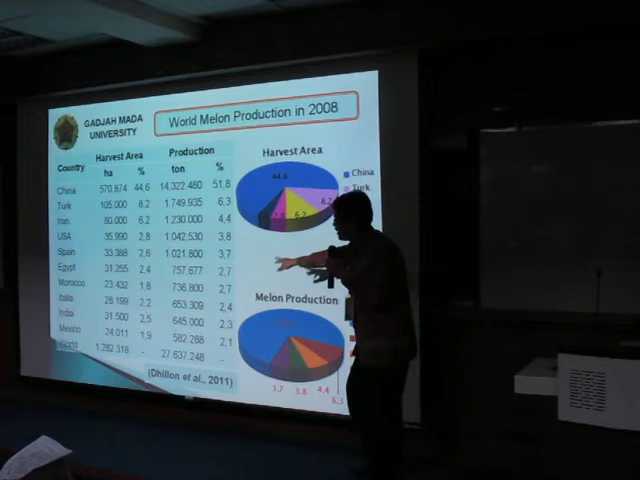 GADJAH MADA
UNIVERSITY
World Melon Production in 2008
Country Harvest Area Production
ha % ton %
China 570.874 44.6 14.322.480 51,8
Turk 105.000 8.2 1.749.935 6,3
Iran 80.000 6.2 1.230.000 4,4
USA 35.990 2,8 1.042.530 3,8
Spain 33.388 2.6 1.021.600 3,7
Egypt 31.255 2.4 757.677 2,7
Morocco 23.432 1,8 736.800 2,7
Italia 28.199 2,2 653.309 2,4
India 31.500 2,5 645.000 2,3
Mexico 24.011 1,9 582.288 2,1
World 1.282.318 - 27.637.248 -
(Dhillon et al., 2011)
Harvest Area
44.6
8.2
6.2
China
Turk
Melon Production
3.7 3.8 4.4
6.3